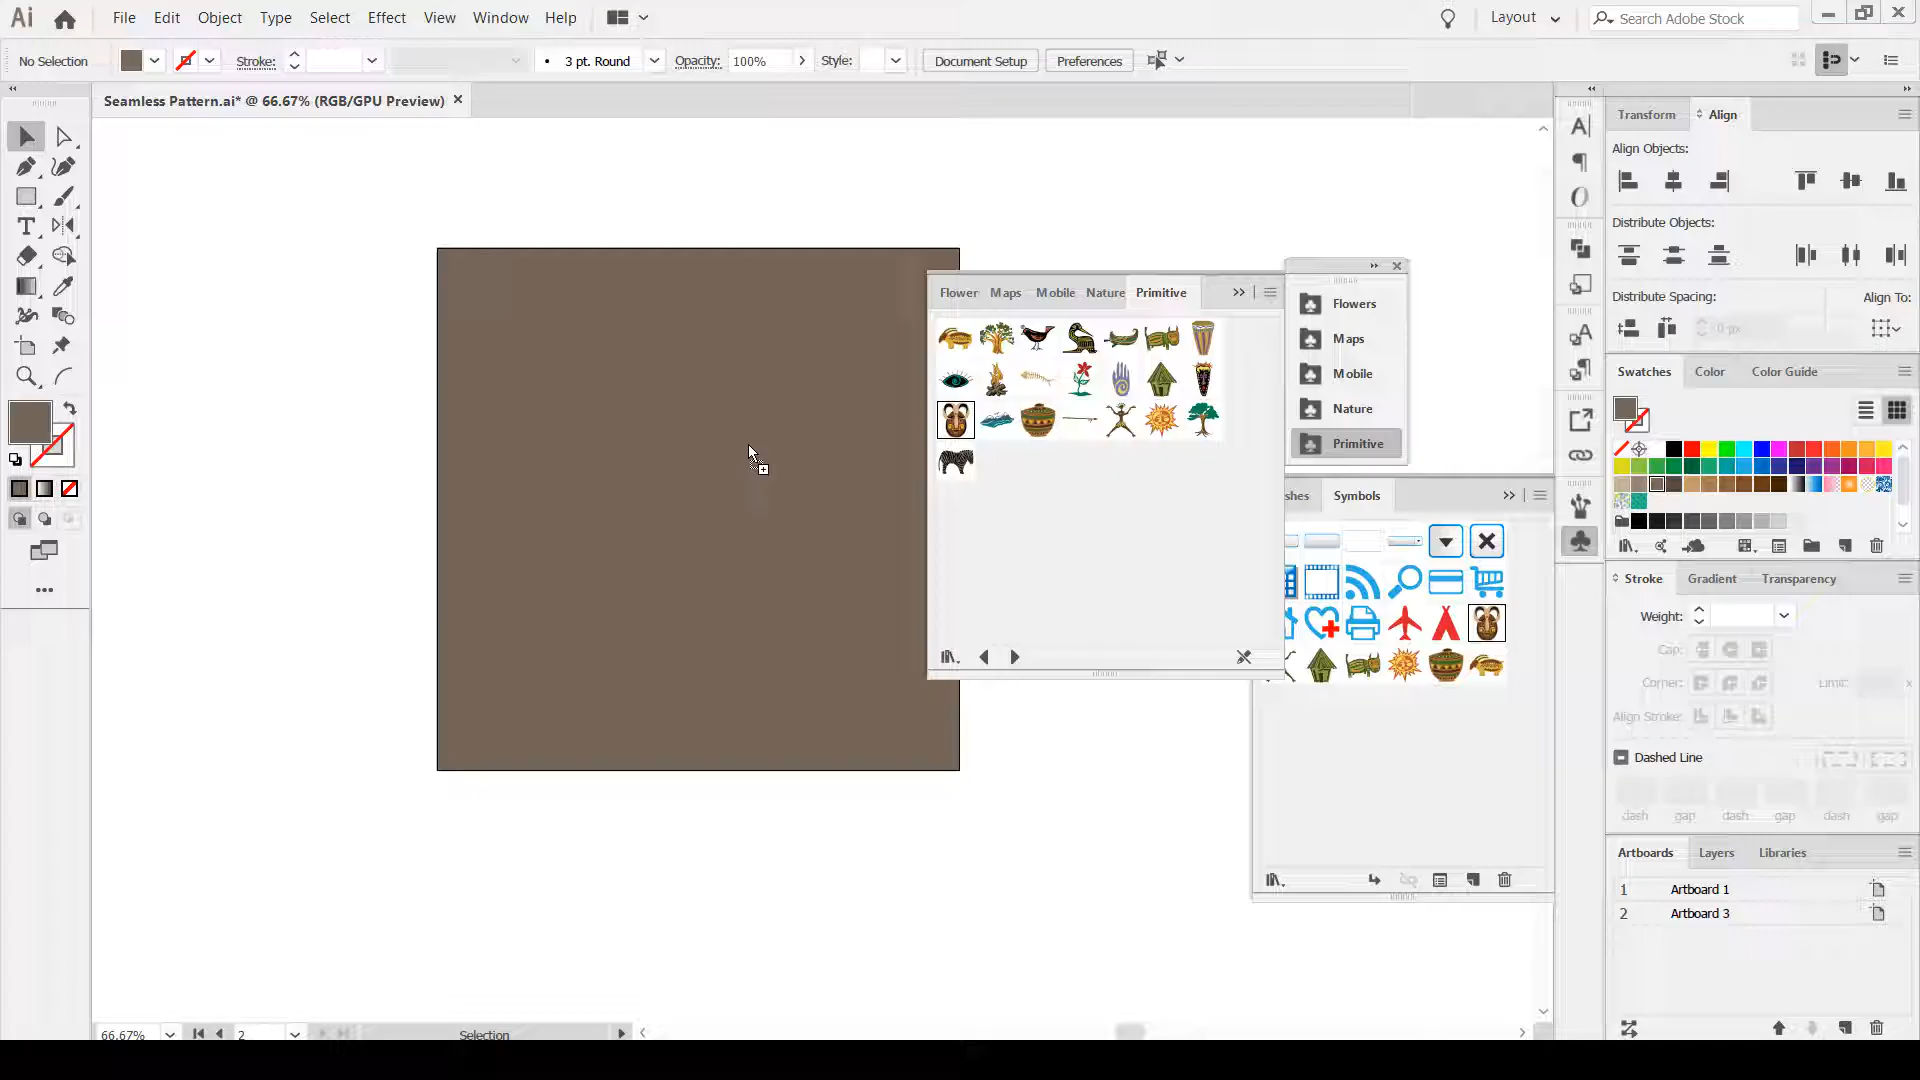 Ai File Edit Object Type Select Effect View Window Help Layout Search Adobe Stock
No Selection Stroke: 3 pt. Round Opacity: 100% Style: Document Setup Preferences
Seamless Pattern.ai* @ 66.67% (RGB/GPU Preview)
Transform Align
Align Objects:
Distribute Objects:
Distribute Spacing: Align To:
0 px
Flower Maps Mobile Nature Primitive
Flowers
Maps
Mobile
Nature
Primitive
shes Symbols
Swatches Color Color Guide
Stroke Gradient Transparency
Weight:
Cap:
Corner: Limit: x
Align Stroke:
Dashed Line
dash gap dash gap dash gap
Artboards Layers Libraries
1 Artboard 1
2 Artboard 3
66.67% 2 Selection